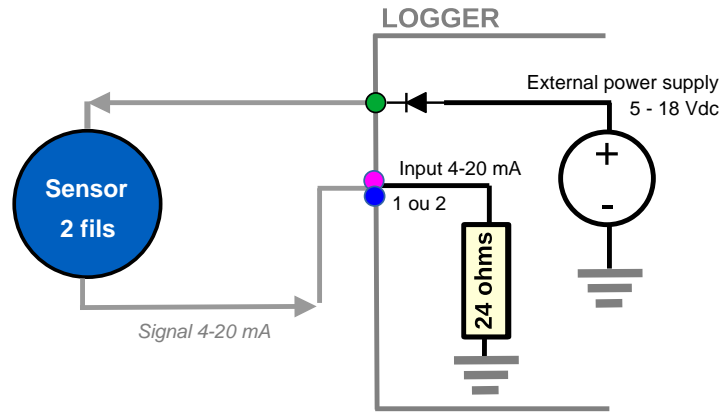 LOGGER
External power supply
5 - 18 Vdc
+
-
Input 4-20 mA
1 ou 2
Sensor
2 fils
24 ohms
Signal 4-20 mA